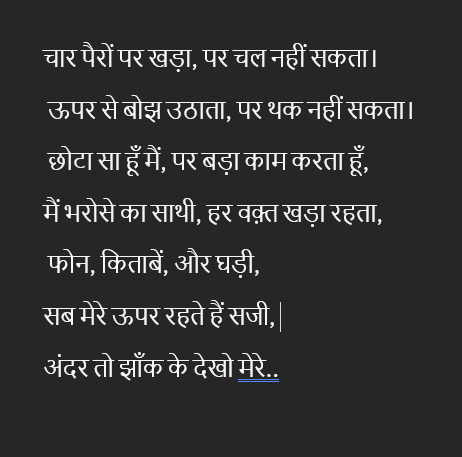 चार पैरों पर खड़ा, पर चल नहीं सकता।
ऊपर से बोझ उठाता, पर थक नहीं सकता।
छोटा सा हूँ मैं, पर बड़ा काम करता हूँ,
मैं भरोसे का साथी, हर वक़्त खड़ा रहता,
फोन, किताबें, और घड़ी,
सब मेरे ऊपर रहते हैं सजी,
अंदर तो झाँक के देखो मेरे..